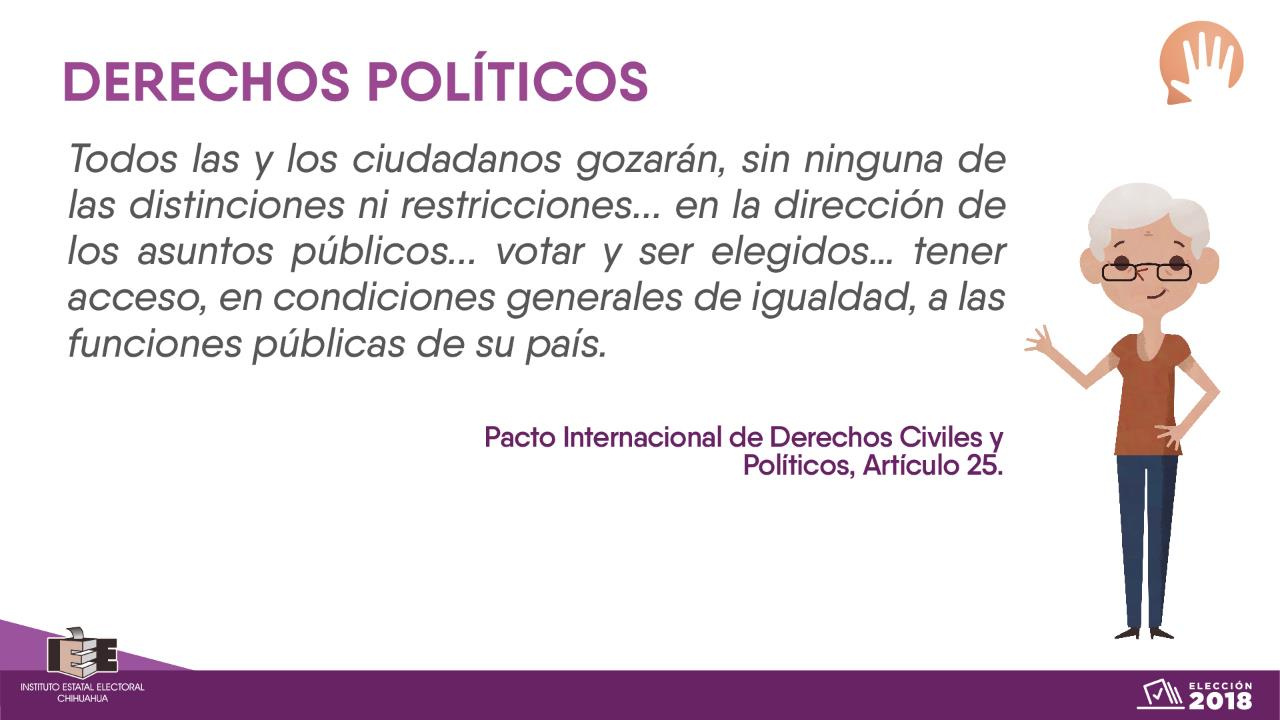 DERECHOS POLÍTICOS
Todos las y los ciudadanos gozarán, sin ninguna de
las distinciones ni restricciones... en la dirección de
los asuntos públicos... votar y ser elegidos... tener
acceso, en condiciones generales de igualdad, a las
funciones públicas de su país.
Pacto Internacional de Derechos Civiles y
Políticos, Artículo 25.
IEE
INSTITUTO ESTATAL ELECTORAL
CHIHUAHUA
ELECCIÓN
2018